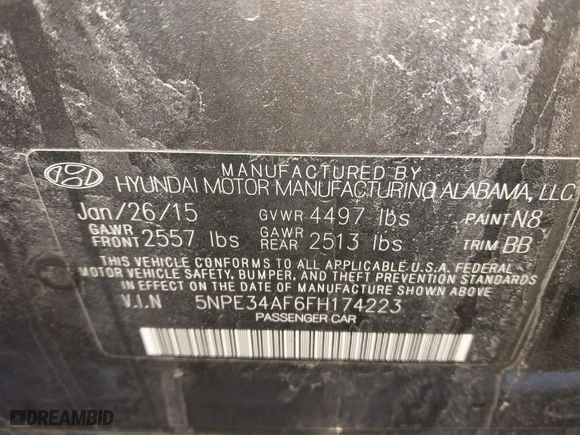 MANUFACTURED BY
HYUNDAI MOTOR MANUFACTURING ALABAMA, LLC
Jan/26/15 GVWR 4497 lbs PAINT N8
GAWR FRONT 2557 lbs GAWR REAR 2513 lbs TRIM BB
THIS VEHICLE CONFORMS TO ALL APPLICABLE U.S.A. FEDERAL
MOTOR VEHICLE SAFETY, BUMPER, AND THEFT PREVENTION STANDARDS
IN EFFECT ON THE DATE OF MANUFACTURE SHOWN ABOVE.
V.I.N 5NPE34AF6FH174223
PASSENGER CAR
DREAMBID